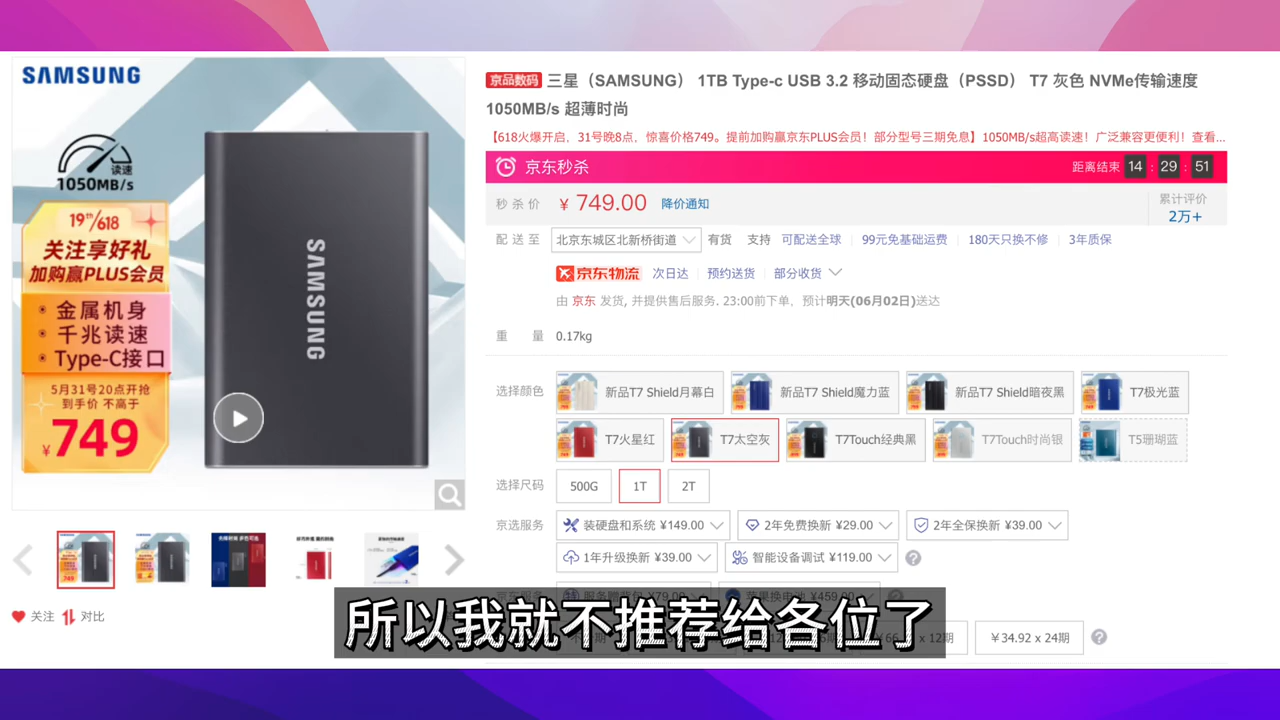 SAMSUNG
读速
1050MB/s
19th/618
关注享好礼
加购赢PLUS会员
金属机身
千兆读速
Type-C接口
5月31号20点开抢
到手价 不高于
¥749
SAMSUNG
关注 对比
京品数码 三星（SAMSUNG） 1TB Type-c USB 3.2 移动固态硬盘（PSSD） T7 灰色 NVMe传输速度
1050MB/s 超薄时尚
【618火爆开启，31号晚8点，惊喜价格749。提前加购赢京东PLUS会员！部分型号三期免息】1050MB/s超高读速！广泛兼容更便利！查看...
京东秒杀 距离结束 14 : 29 : 51
秒杀价 ¥ 749.00 降价通知 累计评价
2万+
配送至 北京东城区北新桥街道 有货 支持 可配送全球 99元免基础运费 180天只换不修 3年质保
京东物流 次日达 预约送货 部分收货
由 京东 发货, 并提供售后服务. 23:00前下单, 预计明天(06月02日)送达
重量 0.17kg
选择颜色 新品T7 Shield月幕白 新品T7 Shield魔力蓝 新品T7 Shield暗夜黑 T7极光蓝
T7火星红 T7太空灰 T7Touch经典黑 T7Touch时尚银 T5珊瑚蓝
选择尺码 500G 1T 2T
京选服务 装硬盘和系统 ¥149.00 2年免费换新 ¥29.00 2年全保换新 ¥39.00
1年升级换新 ¥39.00 智能设备调试 ¥119.00
¥79.00 苹果换电池 ¥459.00
12期 ¥34.92 x 24期
所以我就不推荐给各位了